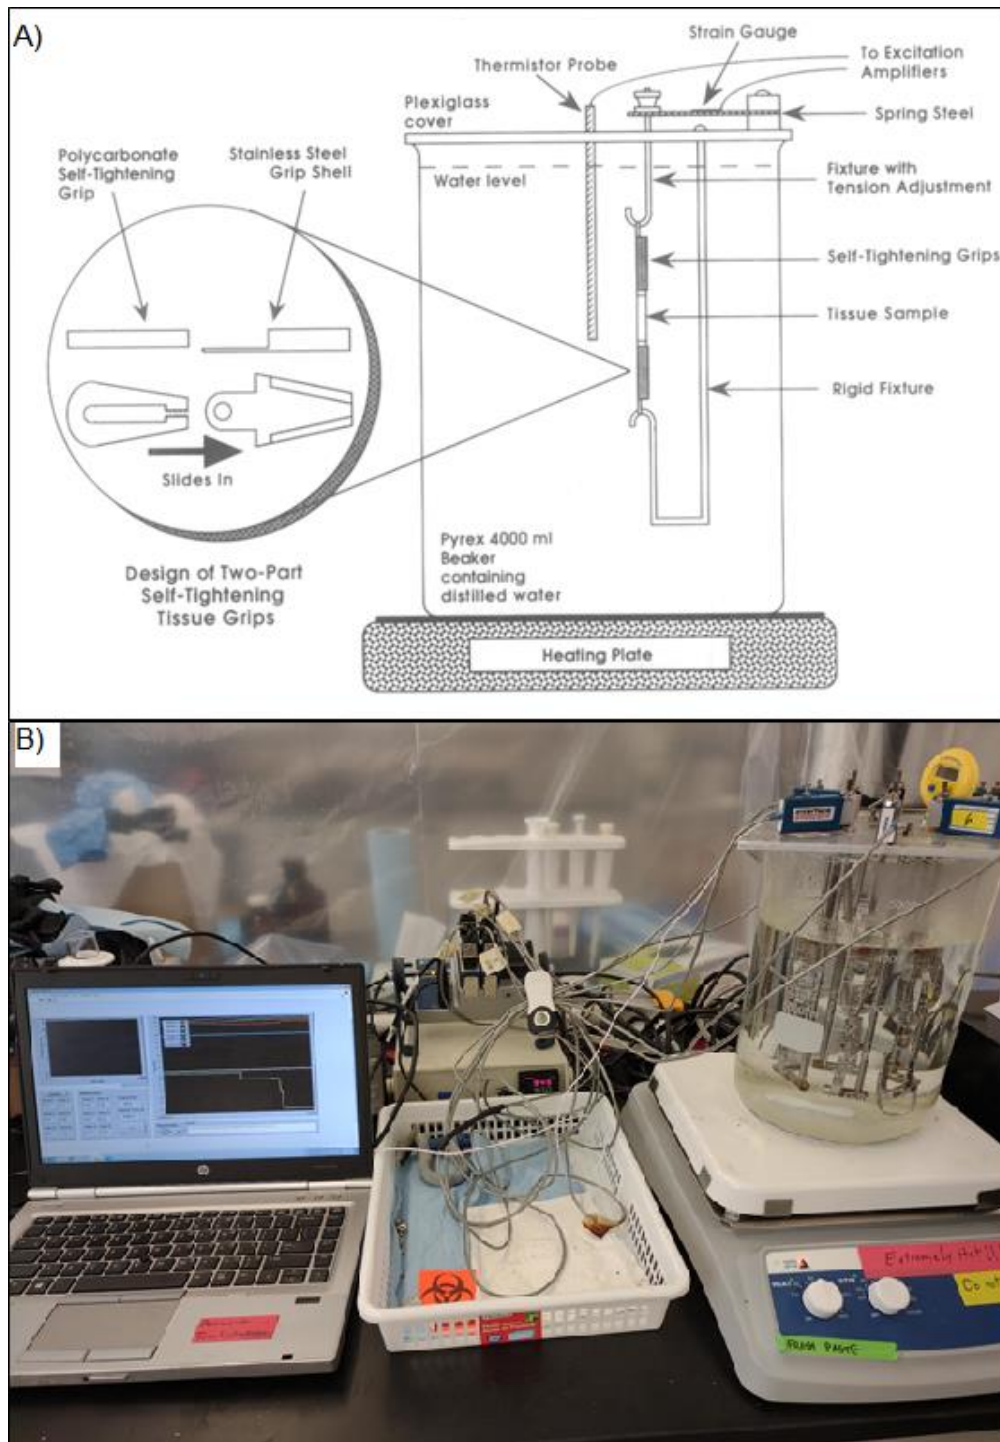 A)
Strain Gauge
Thermistor Probe
To Excitation
Amplifiers
Plexiglass
cover
Spring Steel
Polycarbonate
Self-Tightening
Grip
Stainless Steel
Grip Shell
Water level
Fixture with
Tension Adjustment
Self-Tightening Grips
Tissue Sample
Rigid Fixture
Slides In
Design of Two-Part
Self-Tightening
Tissue Grips
Pyrex 4000 ml
Beaker
containing
distilled water
Heating Plate
B)
hp
Extremely Hot